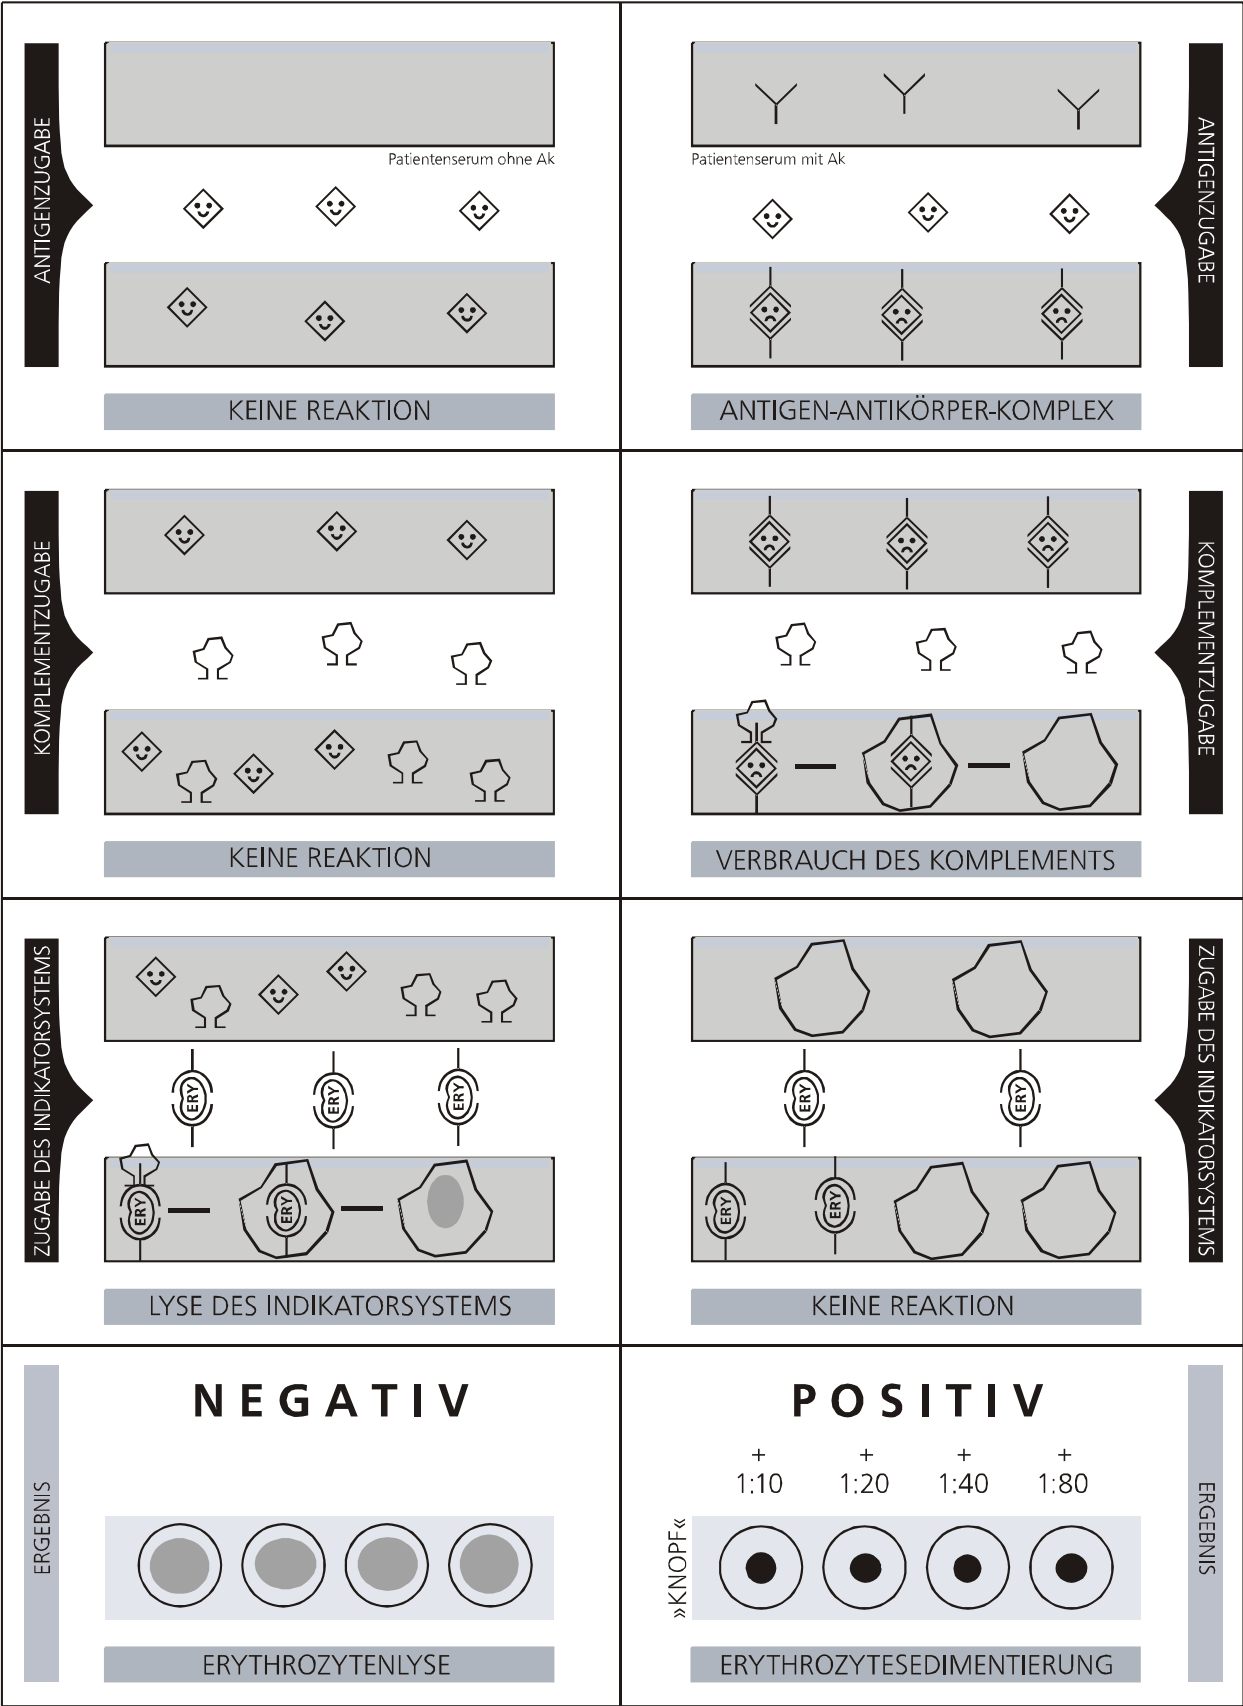 ANTIGENZUGABE
Patientenserum ohne Ak
KEINE REAKTION
Patientenserum mit Ak
ANTIGEN-ANTIKÖRPER-KOMPLEX
ANTIGENZUGABE
KOMPLEMENTZUGABE
KEINE REAKTION
VERBRAUCH DES KOMPLEMENTS
KOMPLEMENTZUGABE
ZUGABE DES INDIKATORSYSTEMS
ERY ERY ERY
ERY ERY
LYSE DES INDIKATORSYSTEMS
ERY ERY
ERY ERY
KEINE REAKTION
ZUGABE DES INDIKATORSYSTEMS
ERGEBNIS
NEGATIV
ERYTHROZYTENLYSE
POSITIV
+ + + +
1:10 1:20 1:40 1:80
»KNOPF«
ERYTHROZYTESEDIMENTIERUNG
ERGEBNIS